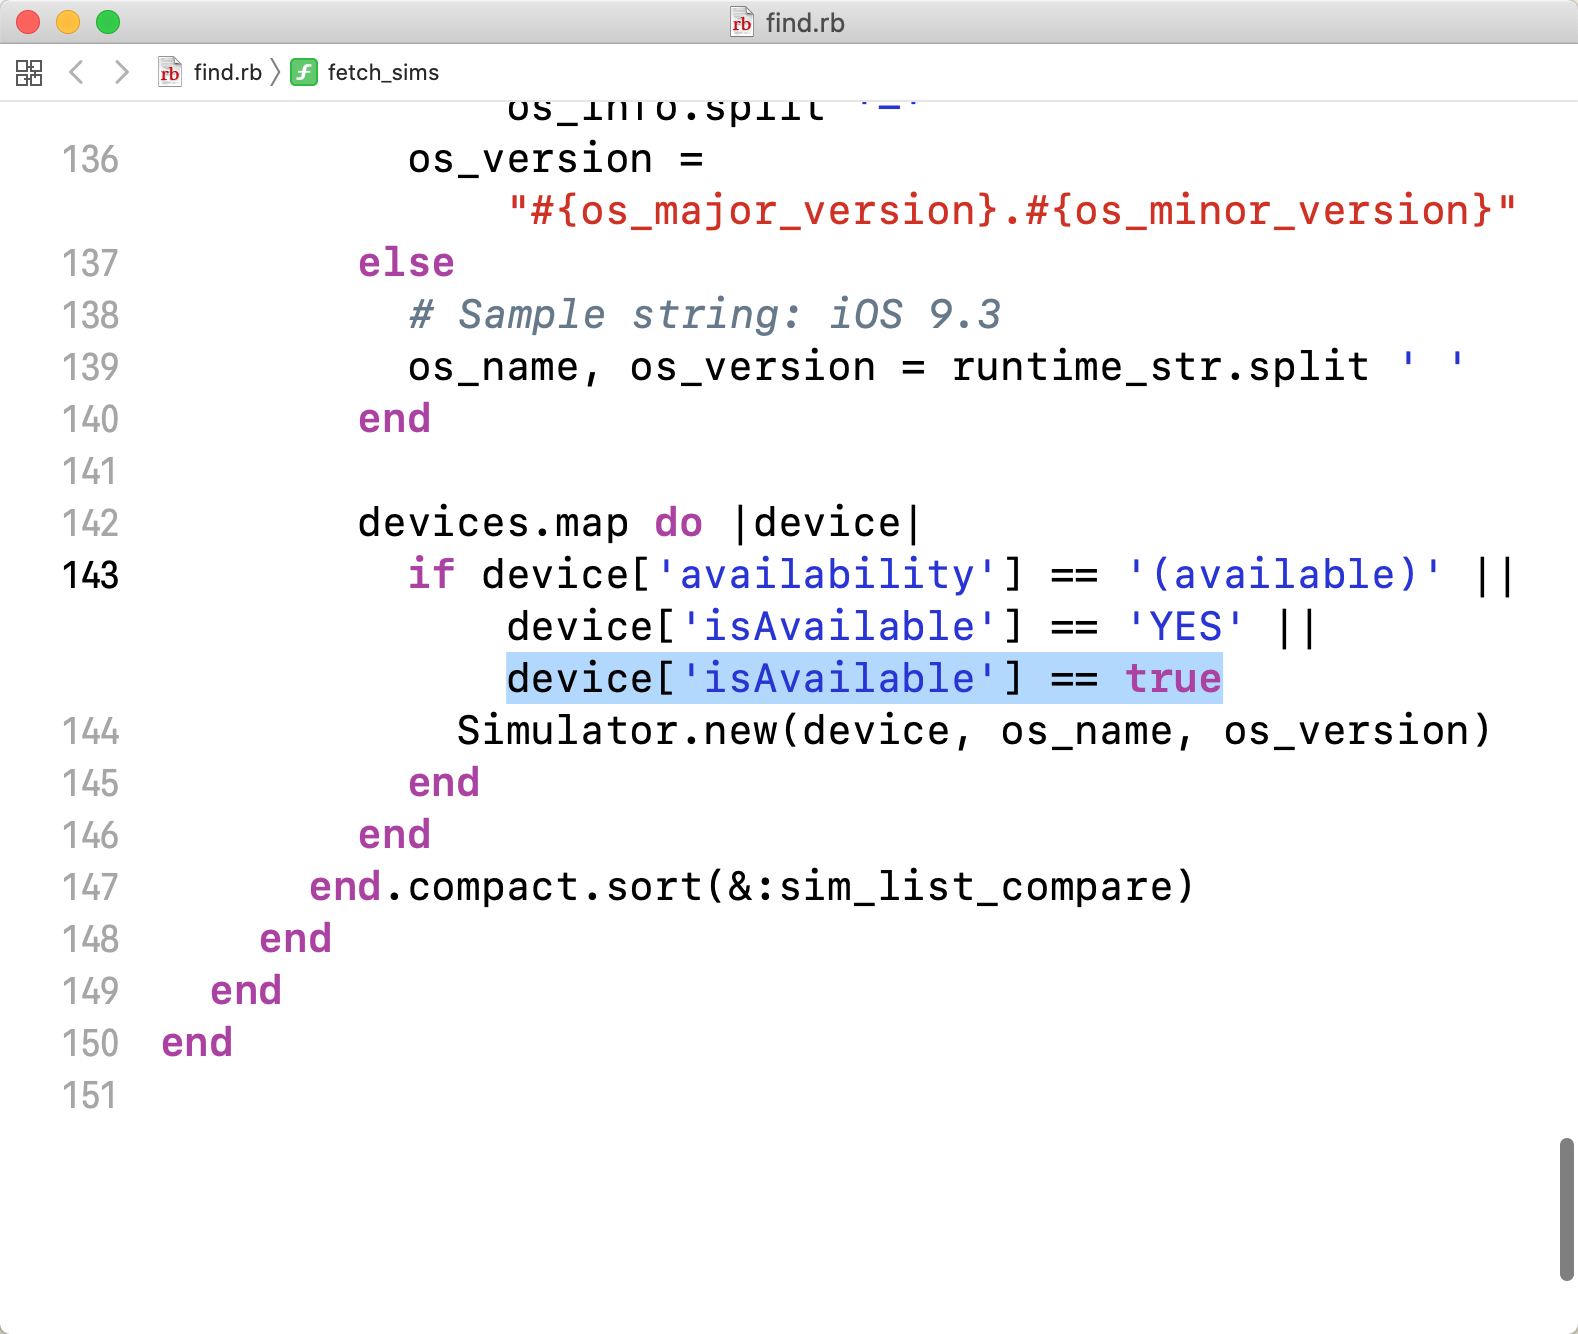 rb find.rb
rb find.rb f fetch_sims
os_info.split '_'
136 os_version =
"#{os_major_version}.#{os_minor_version}"
137 else
138 # Sample string: iOS 9.3
139 os_name, os_version = runtime_str.split ' '
140 end
141
142 devices.map do |device|
143 if device['availability'] == '(available)' ||
device['isAvailable'] == 'YES' ||
device['isAvailable'] == true
144 Simulator.new(device, os_name, os_version)
145 end
146 end
147 end.compact.sort(&:sim_list_compare)
148 end
149 end
150 end
151